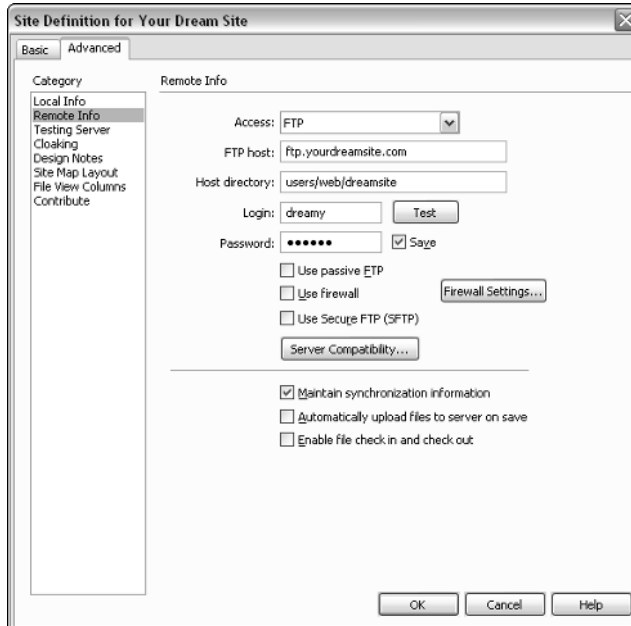 Site Definition for Your Dream Site
Basic
Advanced
Category
Local Info
Remote Info
Testing Server
Cloaking
Design Notes
Site Map Layout
File View Columns
Contribute
Remote Info
Access: FTP
FTP host: ftp.yourdreamsite.com
Host directory: users/web/dreamsite
Login: dreamy Test
Password: •••••• Save
Use passive FTP
Use firewall Firewall Settings...
Use Secure FTP (SFTP)
Server Compatibility...
Maintain synchronization information
Automatically upload files to server on save
Enable file check in and check out
OK Cancel Help